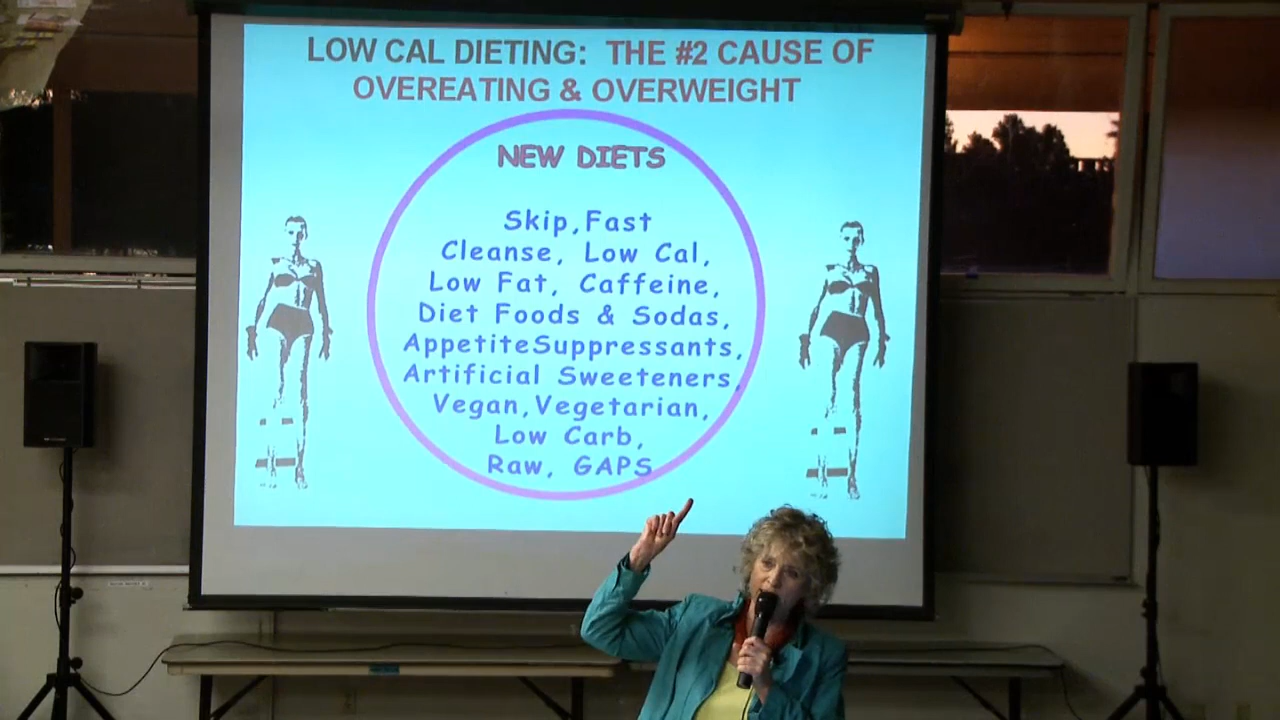 LOW CAL DIETING: THE #2 CAUSE OF
OVEREATING & OVERWEIGHT
NEW DIETS
Skip,Fast
Cleanse, Low Cal,
Low Fat, Caffeine,
Diet Foods & Sodas,
AppetiteSuppressants,
Artificial Sweeteners,
Vegan,Vegetarian,
Low Carb,
Raw, GAPS